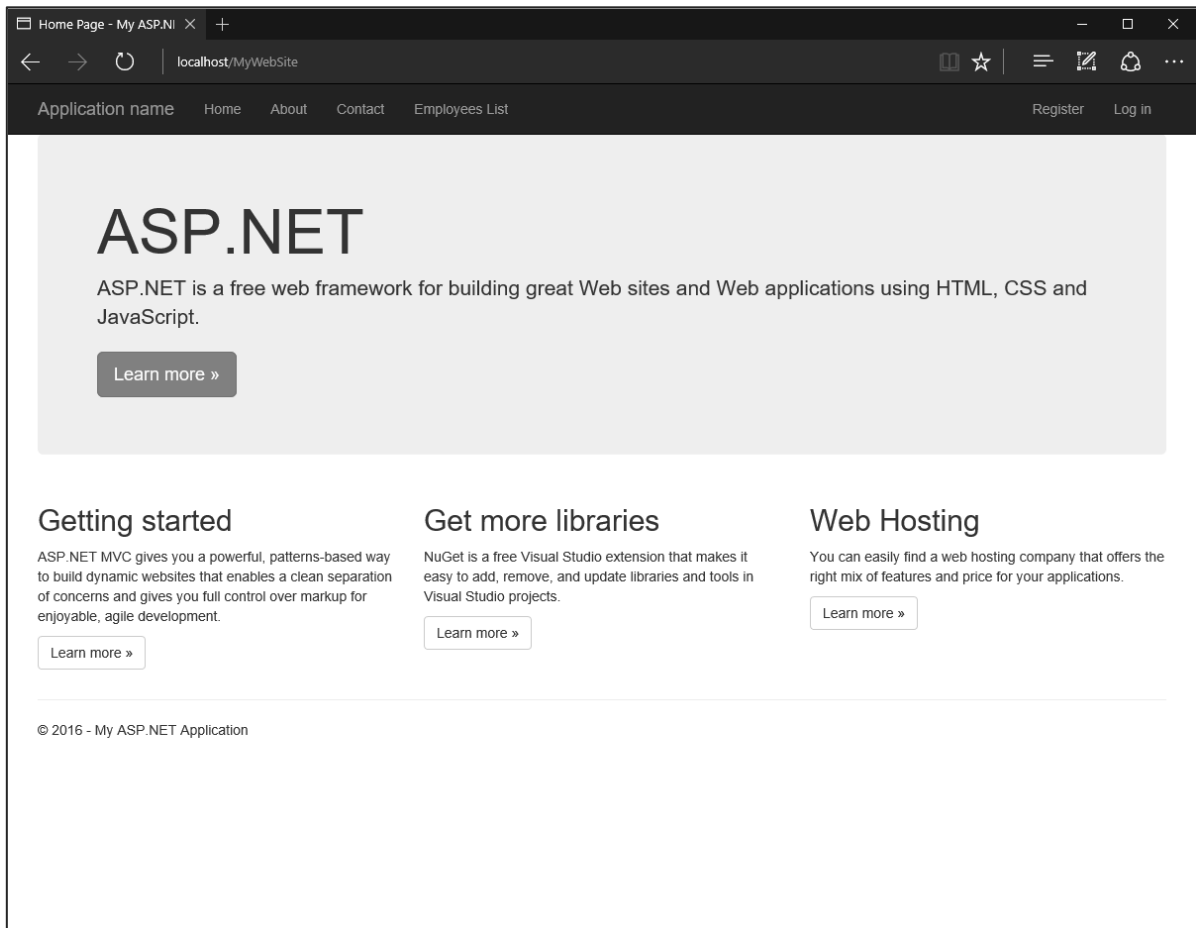 Home Page - My ASP.NI
localhost/MyWebSite
Application name Home About Contact Employees List Register Log in
ASP.NET
ASP.NET is a free web framework for building great Web sites and Web applications using HTML, CSS and
JavaScript.
Learn more »
Getting started
ASP.NET MVC gives you a powerful, patterns-based way
to build dynamic websites that enables a clean separation
of concerns and gives you full control over markup for
enjoyable, agile development.
Learn more »
Get more libraries
NuGet is a free Visual Studio extension that makes it
easy to add, remove, and update libraries and tools in
Visual Studio projects.
Learn more »
Web Hosting
You can easily find a web hosting company that offers the
right mix of features and price for your applications.
Learn more »
© 2016 - My ASP.NET Application